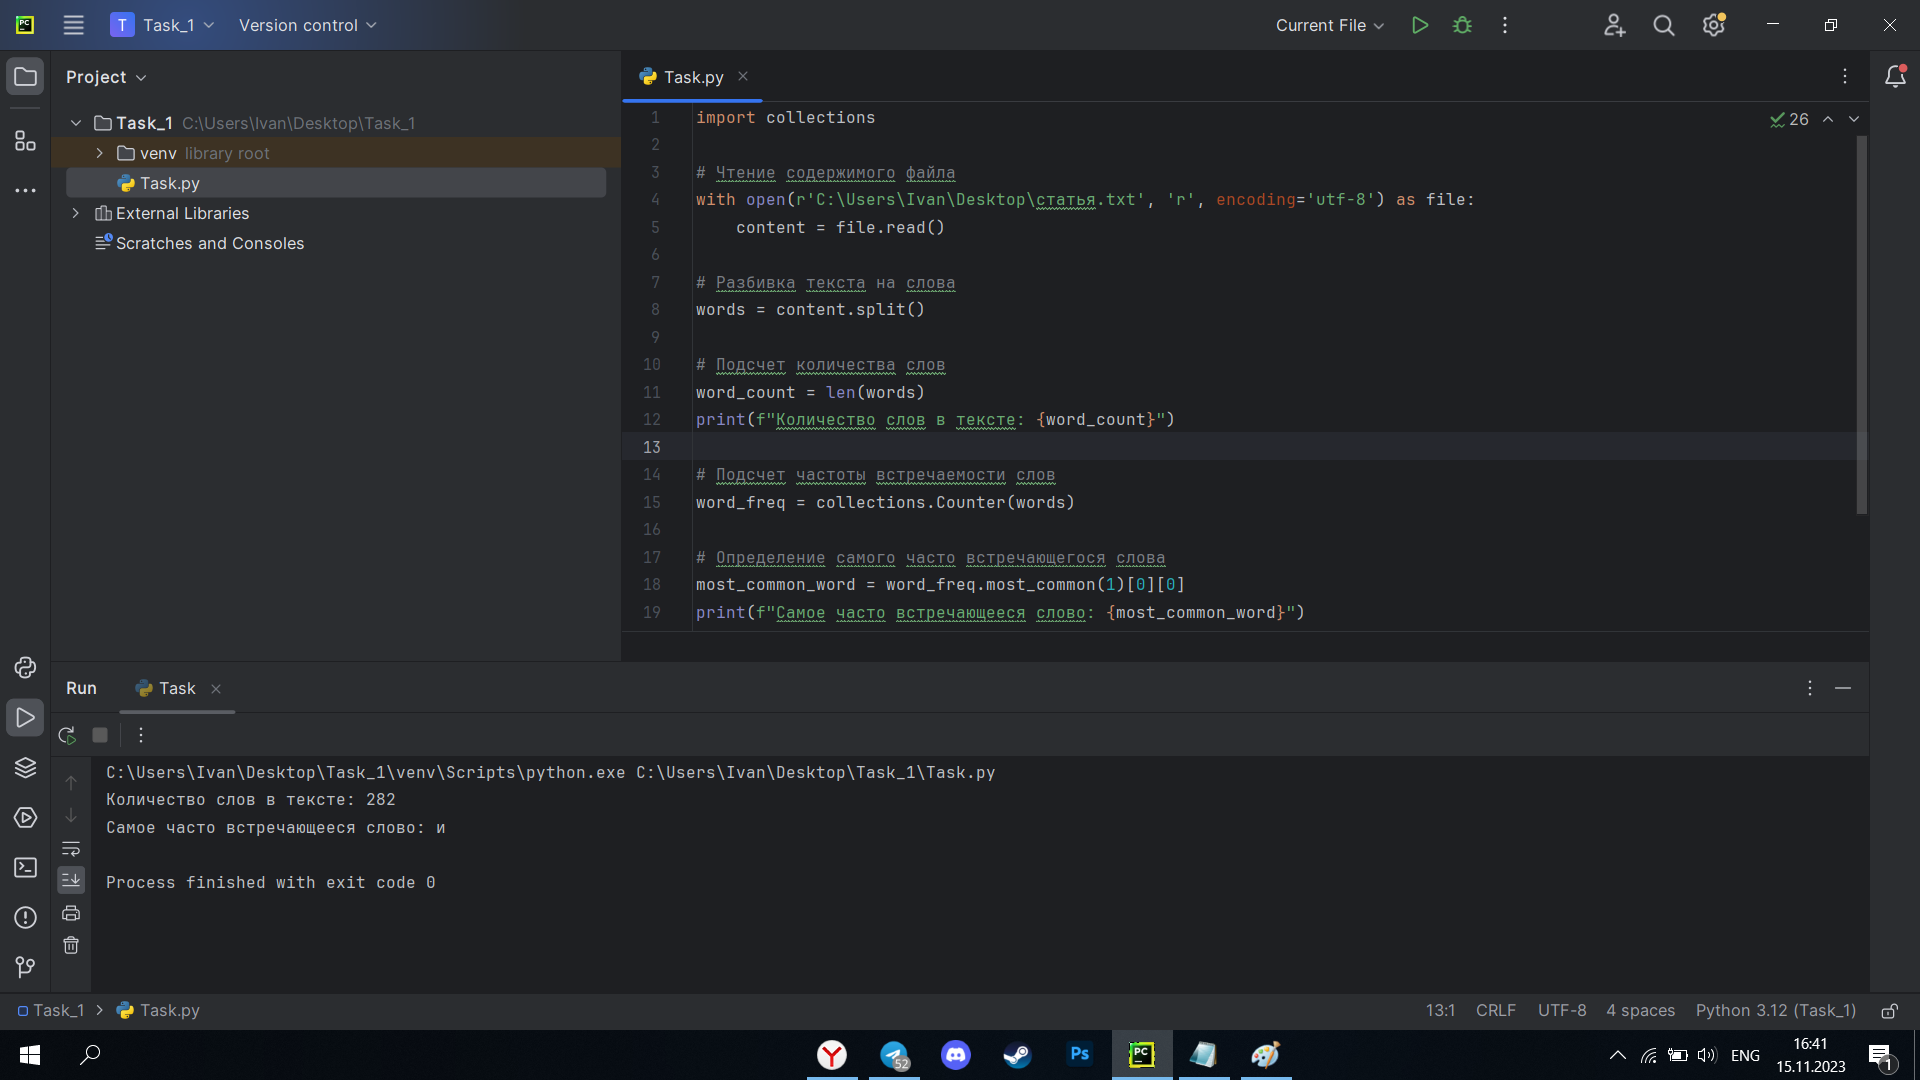 T Task_1 Version control Current File
Project
Task_1 C:\Users\Ivan\Desktop\Task_1
venv library root
Task.py
External Libraries
Scratches and Consoles
Task.py
26
1 import collections
2
3 # Чтение содержимого файла
4 with open(r'C:\Users\Ivan\Desktop\статья.txt', 'r', encoding='utf-8') as file:
5     content = file.read()
6
7 # Разбивка текста на слова
8 words = content.split()
9
10 # Подсчет количества слов
11 word_count = len(words)
12 print(f"Количество слов в тексте: {word_count}")
13
14 # Подсчет частоты встречаемости слов
15 word_freq = collections.Counter(words)
16
17 # Определение самого часто встречающегося слова
18 most_common_word = word_freq.most_common(1)[0][0]
19 print(f"Самое часто встречающееся слово: {most_common_word}")
Run Task
C:\Users\Ivan\Desktop\Task_1\venv\Scripts\python.exe C:\Users\Ivan\Desktop\Task_1\Task.py
Количество слов в тексте: 282
Самое часто встречающееся слово: и
Process finished with exit code 0
Task_1 > Task.py 13:1 CRLF UTF-8 4 spaces Python 3.12 (Task_1)
52 Ps PC ENG 16:41
15.11.2023 1